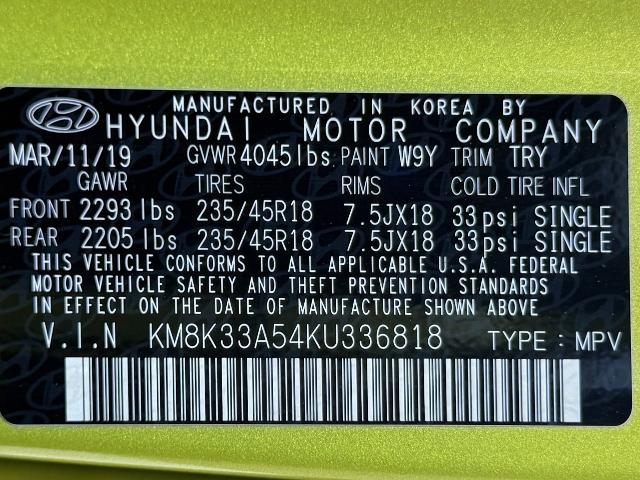 MANUFACTURED IN KOREA BY
HYUNDAI MOTOR COMPANY
MAR/11/19 GVWR 4045lbs PAINT W9Y TRIM TRY
GAWR TIRES RIMS COLD TIRE INFL
FRONT 2293 lbs 235/45R18 7.5JX18 33psi SINGLE
REAR 2205 lbs 235/45R18 7.5JX18 33psi SINGLE
THIS VEHICLE CONFORMS TO ALL APPLICABLE U.S.A. FEDERAL
MOTOR VEHICLE SAFETY AND THEFT PREVENTION STANDARDS
IN EFFECT ON THE DATE OF MANUFACTURE SHOWN ABOVE.
V.I.N KM8K33A54KU336818 TYPE : MPV